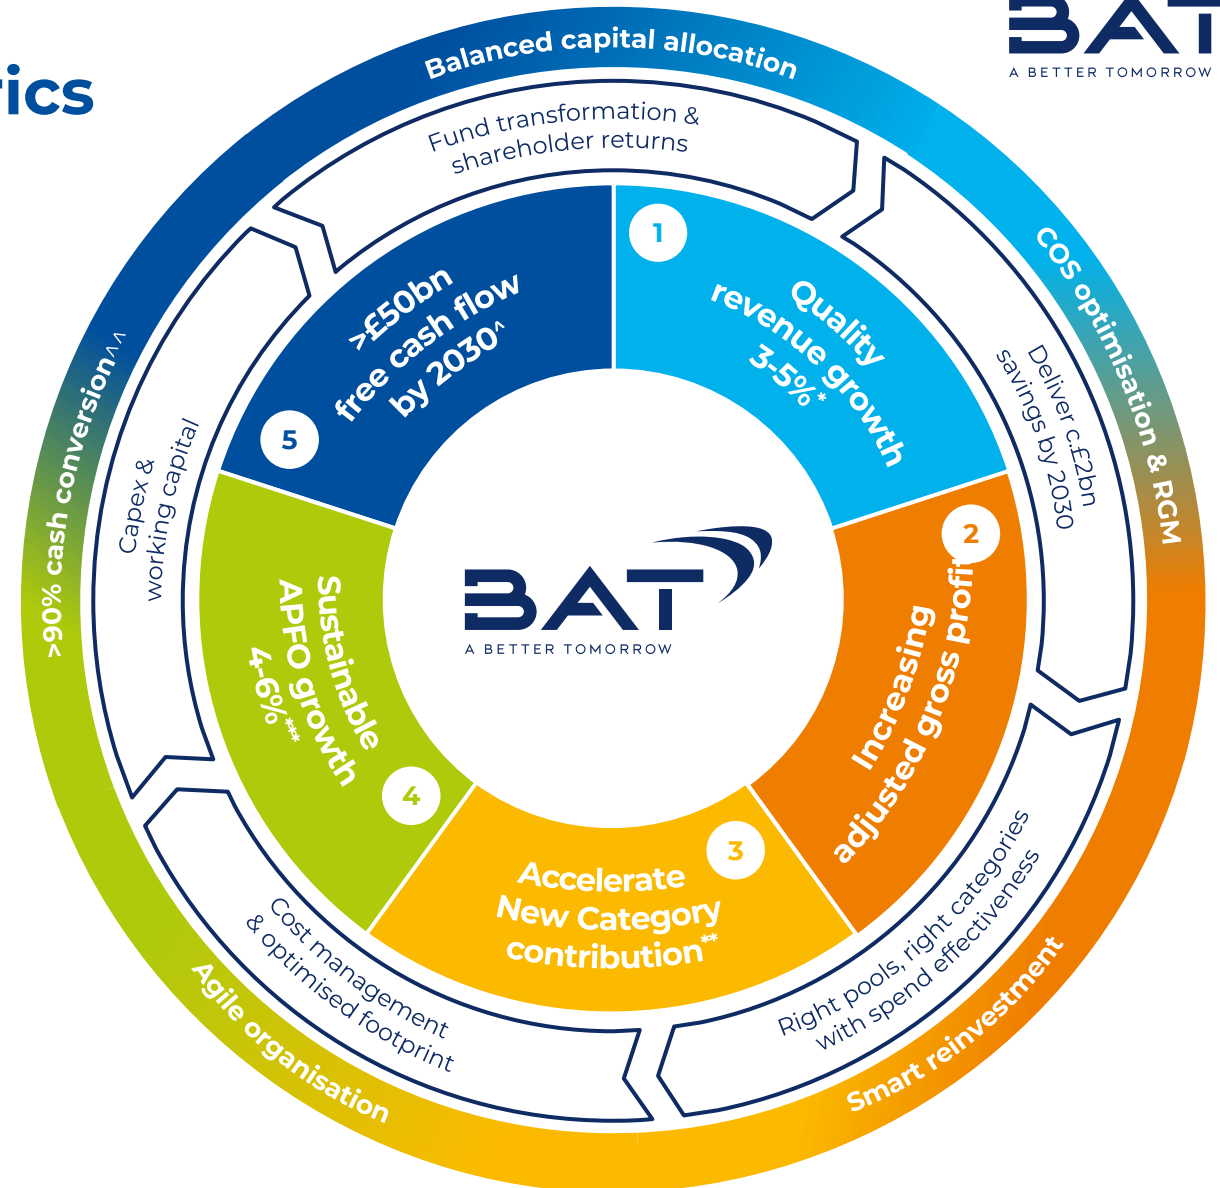 BAT
A BETTER TOMORROW
Balanced capital allocation
Fund transformation &
shareholder returns
COS optimisation & RGM
Deliver c.£2bn
savings by 2030
Smart reinvestment
Right pools, right categories
with spend effectiveness
Agile organisation
Cost management
& optimised footprint
>90% cash conversion^^
Capex &
working capital
1
Quality
revenue growth
3-5%*
2
Increasing
adjusted gross profit
3
Accelerate
New Category
contribution**
4
Sustainable
APFO growth
4-6%***
5
>£50bn
free cash flow
by 2030^
BAT
A BETTER TOMORROW